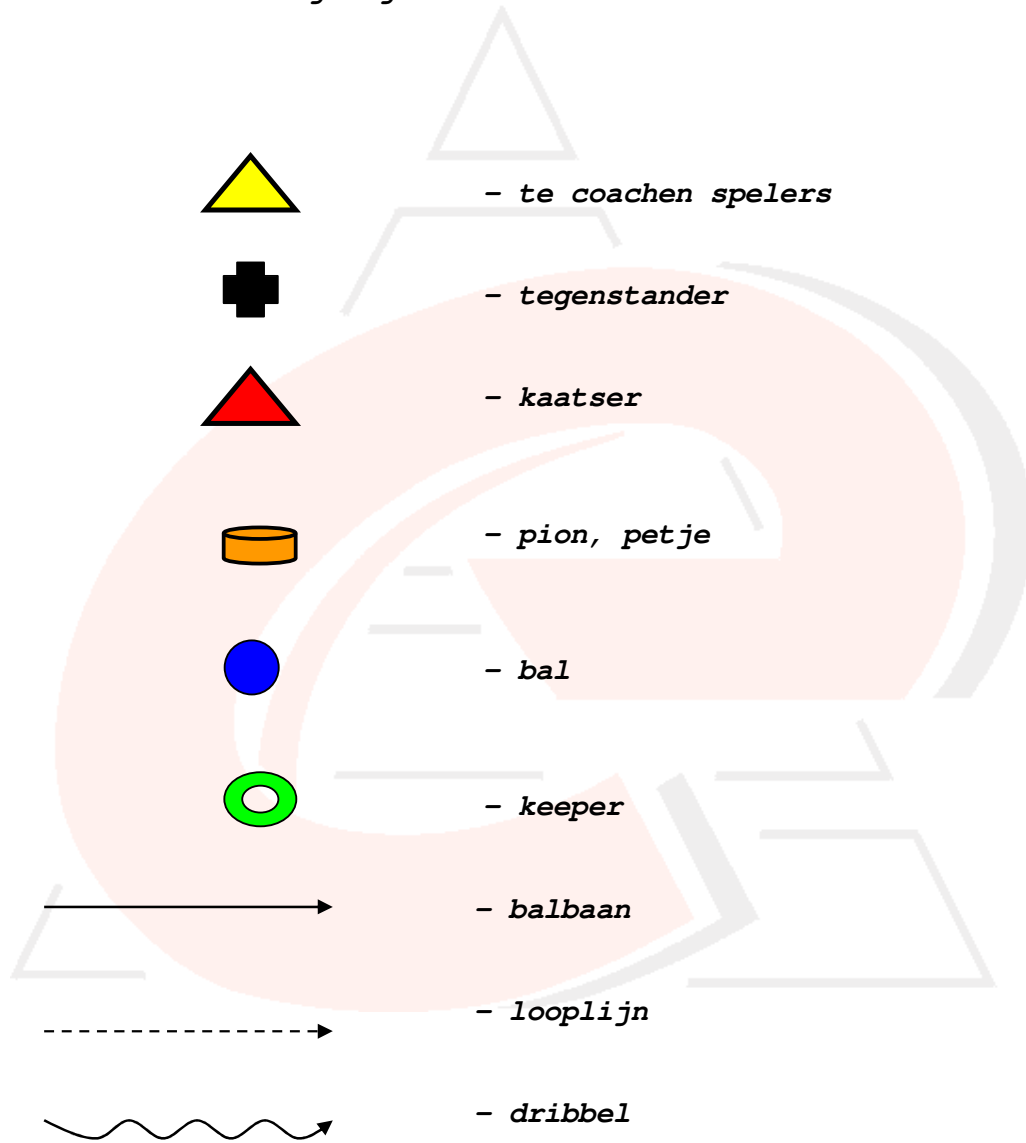 – te coachen spelers
– tegenstander
– kaatser
– pion, petje
– bal
– keeper
– balbaan
– looplijn
– dribbel